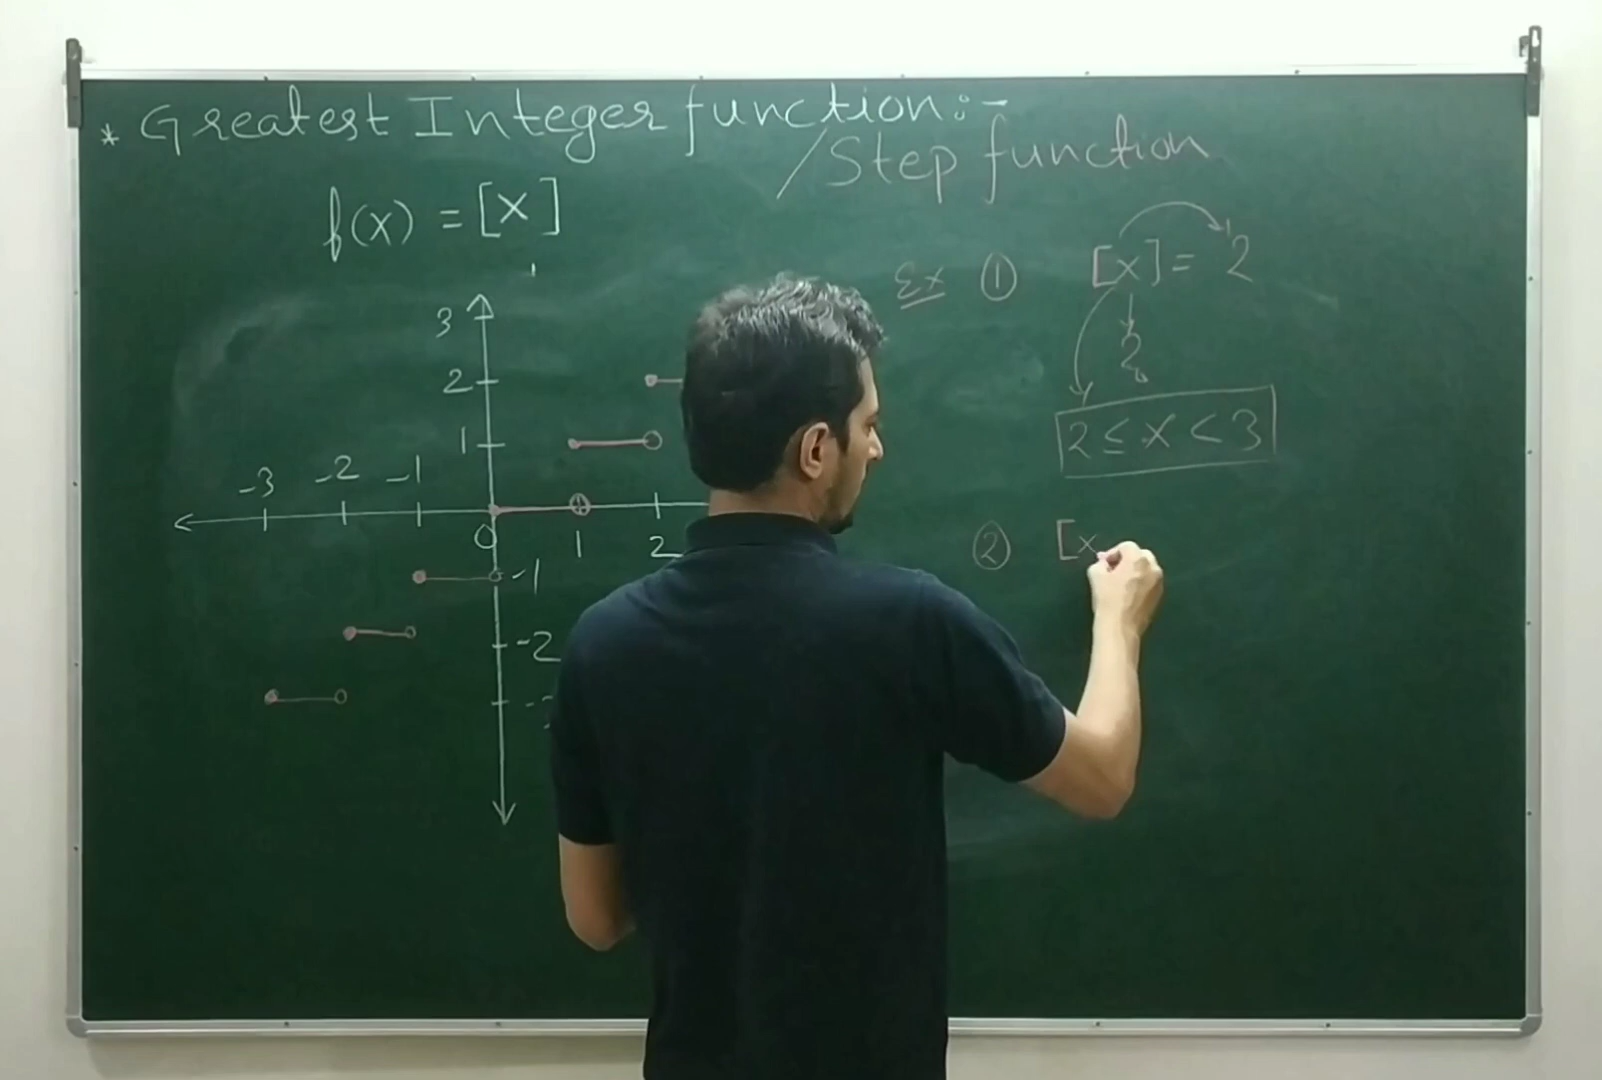 * Greatest Integer function:-
/Step function
f(x) = [x]
Ex ① [x] = 2
2 ≤ x < 3
② [x
3
2
1
-3 -2 -1
0 1 2
-1
-2